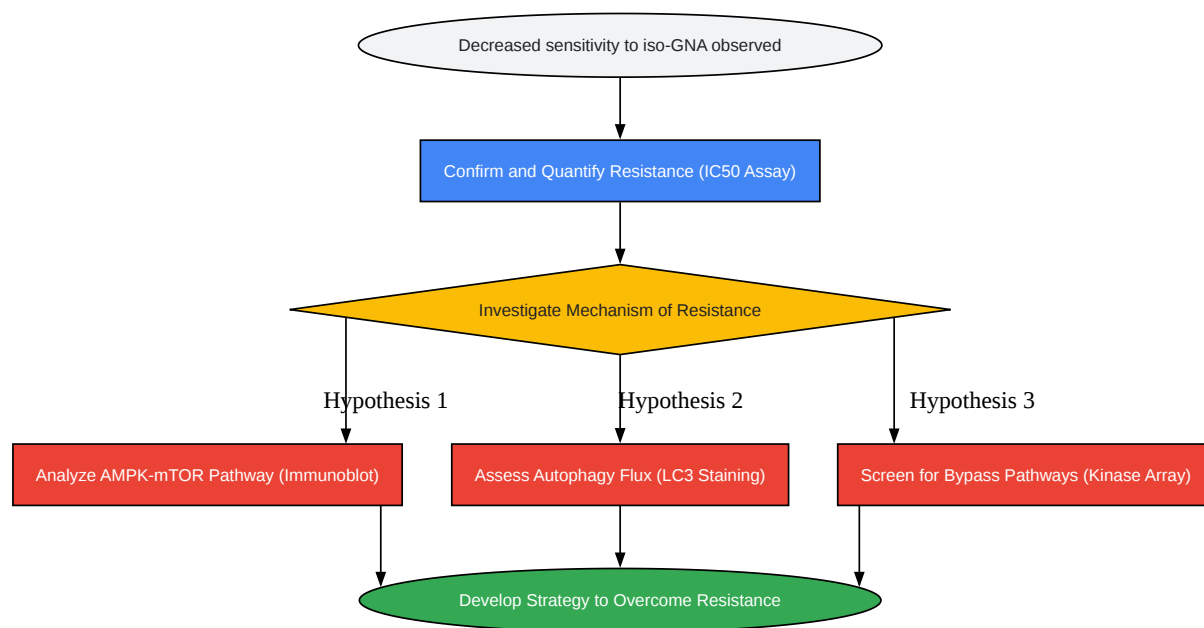 Decreased sensitivity to iso-GNA observed
Confirm and Quantify Resistance (IC50 Assay)
Investigate Mechanism of Resistance
Hypothesis 1
Hypothesis 2
Hypothesis 3
Analyze AMPK-mTOR Pathway (Immunoblot)
Assess Autophagy Flux (LC3 Staining)
Screen for Bypass Pathways (Kinase Array)
Develop Strategy to Overcome Resistance